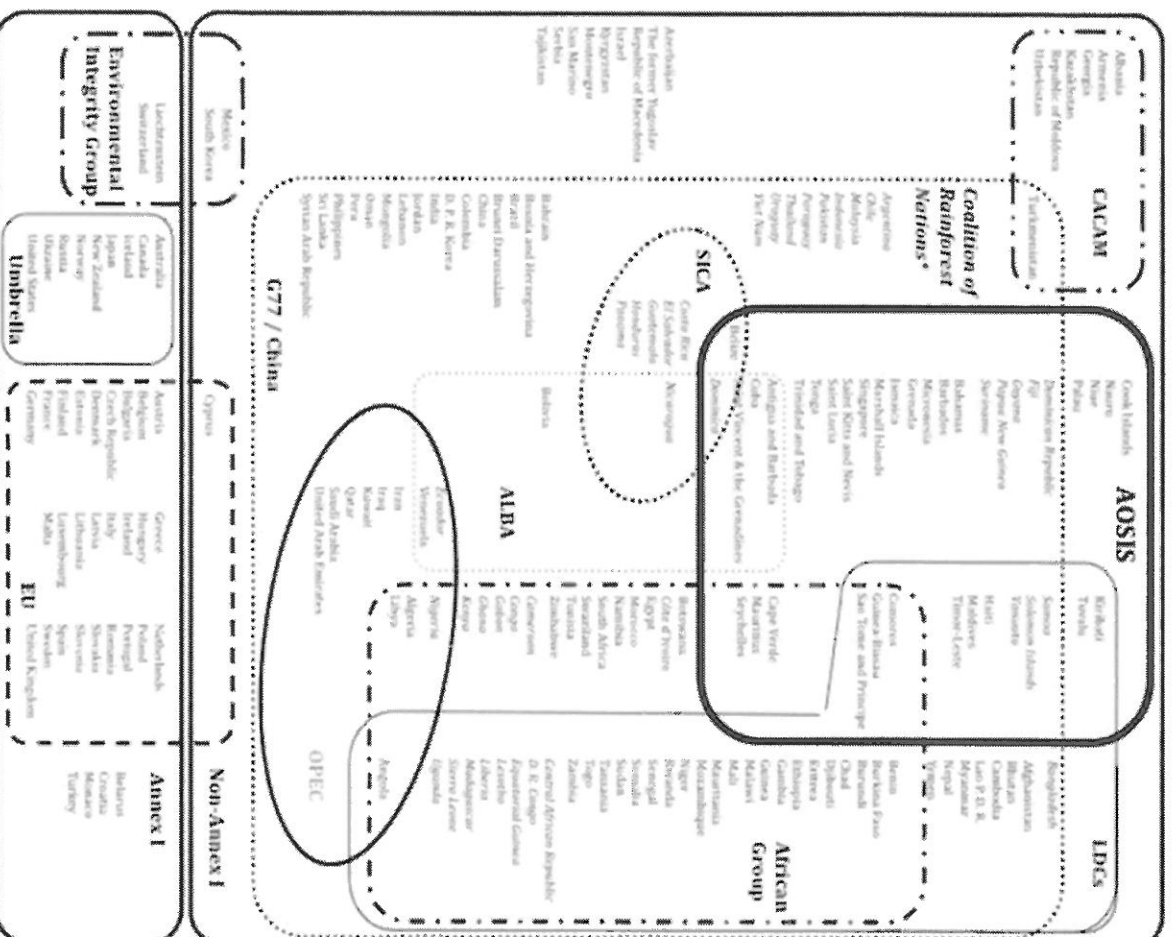 CACAM
Albania
Armenia
Georgia
Kazakhstan
Republic of Moldova
Uzbekistan
Turkmenistan
AOSIS
Cook Islands
Nauru
Niue
Palau
Kiribati
Tuvalu
LDCs
Dominican Republic
Fiji
Guyana
Papua New Guinea
Suriname
Samoa
Solomon Islands
Vanuatu
Bangladesh
Afghanistan
Bhutan
Cambodia
Lao P.D.R.
Myanmar
Nepal
Yemen
Haiti
Maldives
Timor-Leste
Coalition of
Rainforest
Nations*
Bahamas
Barbados
Micronesia
Grenada
Jamaica
Marshall Islands
Singapore
Saint Kitts and Nevis
Saint Lucia
Tonga
Trinidad and Tobago
Comoros
Guinea-Bissau
Sao Tome and Principe
Argentina
Chile
Malaysia
Indonesia
Pakistan
Paraguay
Thailand
Uruguay
Viet Nam
Antigua and Barbuda
Cuba
Vincent & the Grenadines
Dominica
Cape Verde
Mauritius
Seychelles
African
Group
Benin
Burkina Faso
Burundi
Chad
Djibouti
Eritrea
Ethiopia
Gambia
Guinea
Malawi
Mali
Mauritania
Mozambique
Niger
Rwanda
Senegal
Somalia
Sudan
Tanzania
Togo
Zambia
Central African Republic
D. R. Congo
Equatorial Guinea
Lesotho
Liberia
Madagascar
Sierra Leone
Uganda
Angola
SICA
Belize
Costa Rica
El Salvador
Guatemala
Honduras
Panama
Nicaragua
Azerbaijan
The former Yugoslav
Republic of Macedonia
Israel
Kyrgyzstan
Montenegro
San Marino
Serbia
Tajikistan
Botswana
Côte d'Ivoire
Egypt
Morocco
Namibia
South Africa
Swaziland
Tunisia
Zimbabwe
Cameroon
Congo
Gabon
Ghana
Kenya
Nigeria
Algeria
Libya
ALBA
Bolivia
Ecuador
Venezuela
Bahrain
Bosnia and Herzegovina
Brazil
Brunei Darussalam
China
Colombia
D. P. R. Korea
India
Jordan
Lebanon
Mongolia
Oman
Peru
Philippines
Sri Lanka
Syrian Arab Republic
Iran
Iraq
Kuwait
Qatar
Saudi Arabia
United Arab Emirates
OPEC
G77 / China
Mexico
South Korea
Cyprus
Non-Annex I
Annex I
Liechtenstein
Switzerland
Environmental
Integrity Group
Australia
Canada
Iceland
Japan
New Zealand
Norway
Russia
Ukraine
United States
Umbrella
Austria
Belgium
Bulgaria
Czech Republic
Denmark
Estonia
Finland
France
Germany
Greece
Hungary
Ireland
Italy
Latvia
Lithuania
Luxembourg
Malta
EU
Netherlands
Poland
Portugal
Romania
Slovakia
Slovenia
Spain
Sweden
United Kingdom
Belarus
Croatia
Monaco
Turkey